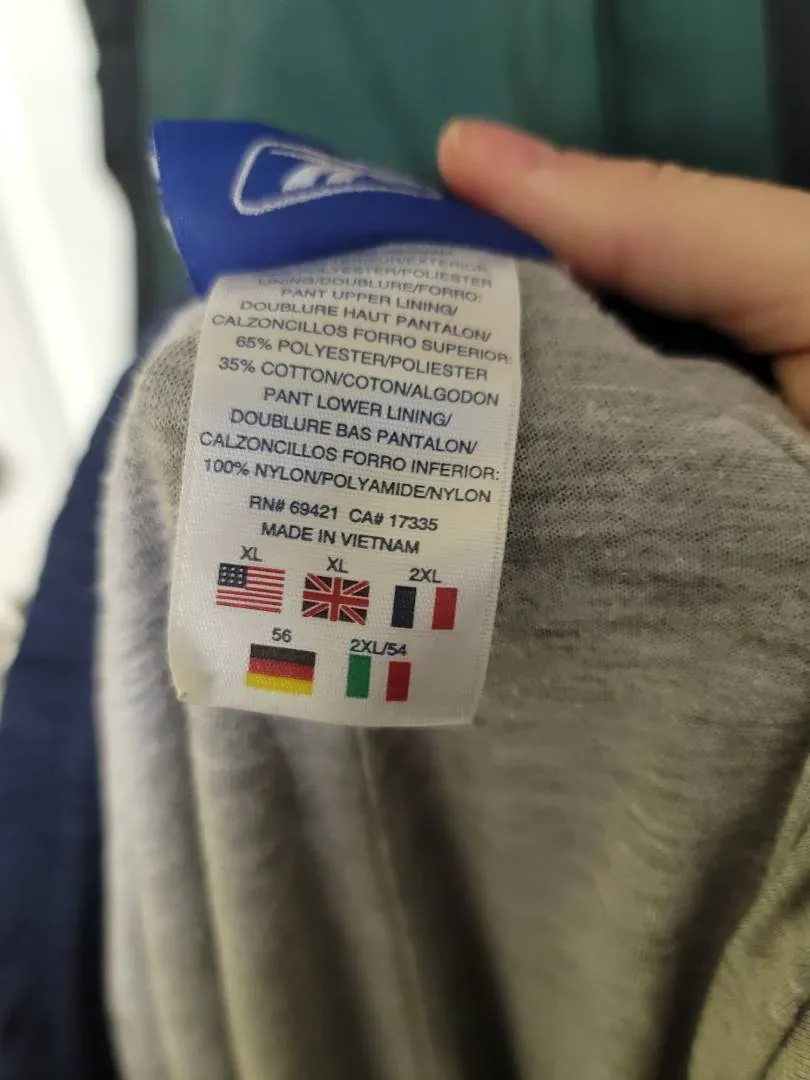 LINING/DOUBLURE/FORRO:
PANT UPPER LINING/
DOUBLURE HAUT PANTALON/
CALZONCILLOS FORRO SUPERIOR:
65% POLYESTER/POLIESTER
35% COTTON/COTON/ALGODON
PANT LOWER LINING/
DOUBLURE BAS PANTALON/
CALZONCILLOS FORRO INFERIOR:
100% NYLON/POLYAMIDE/NYLON
RN# 69421 CA# 17335
MADE IN VIETNAM
XL XL 2XL
56 2XL/54